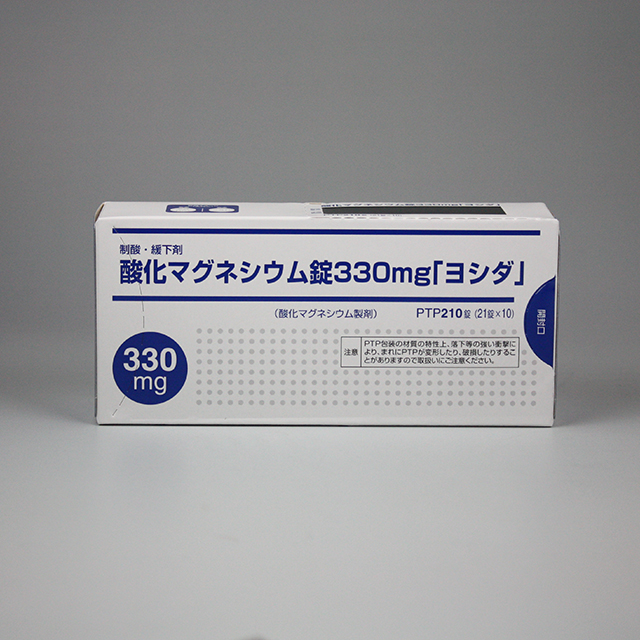 制酸・緩下剤
酸化マグネシウム錠330mg「ヨシダ」
(酸化マグネシウム製剤) PTP210錠 (21錠×10)
開封口
330
mg
注意
PTP包装の材質の特性上、落下等の強い衝撃に
より、まれにPTPが変形したり、破損したりするこ
とがありますので取扱いにご注意ください。